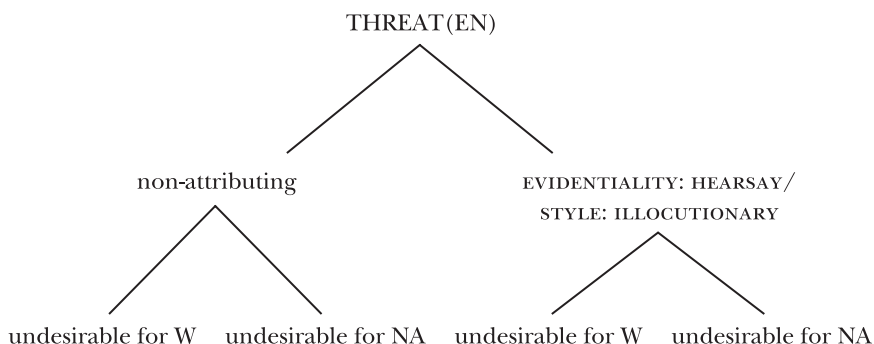 THREAT(EN)
non-attributing
EVIDENTIALITY: HEARSAY/
STYLE: ILLOCUTIONARY
undesirable for W
undesirable for NA
undesirable for W
undesirable for NA